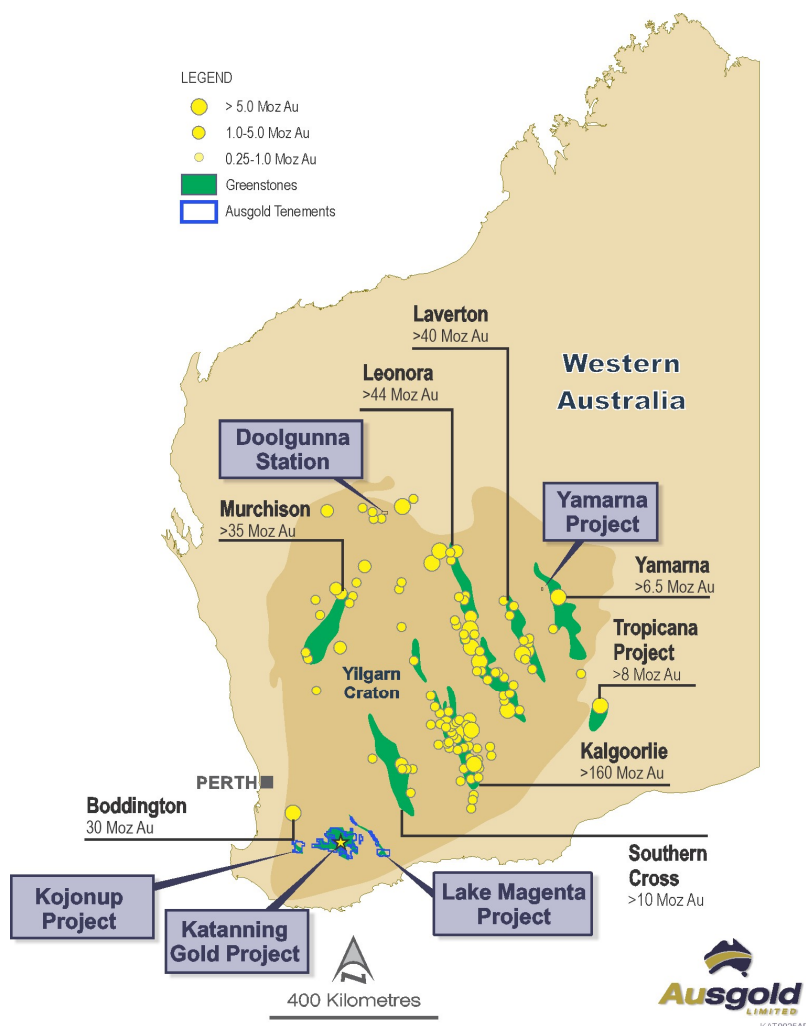 LEGEND
> 5.0 Moz Au
1.0-5.0 Moz Au
0.25-1.0 Moz Au
Greenstones
Ausgold Tenements
Laverton
>40 Moz Au
Western
Australia
Leonora
>44 Moz Au
Doolgunna
Station
Murchison
>35 Moz Au
Yamarna
Project
Yamarna
>6.5 Moz Au
Tropicana
Project
>8 Moz Au
Yilgarn
Craton
Kalgoorlie
>160 Moz Au
PERTH
Boddington
30 Moz Au
Southern
Cross
>10 Moz Au
Kojonup
Project
Katanning
Gold Project
Lake Magenta
Project
400 Kilometres
Ausgold
LIMITED